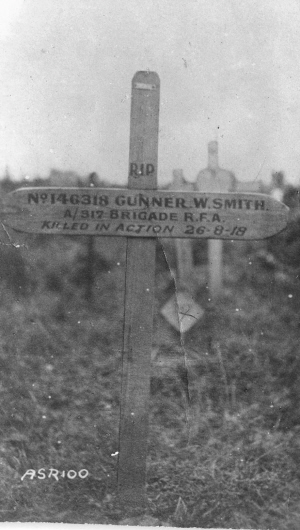 RIP
No 146318 GUNNER. W. SMITH.
A/317 BRIGADE R.F.A.
KILLED IN ACTION 26-8-18
ASR100